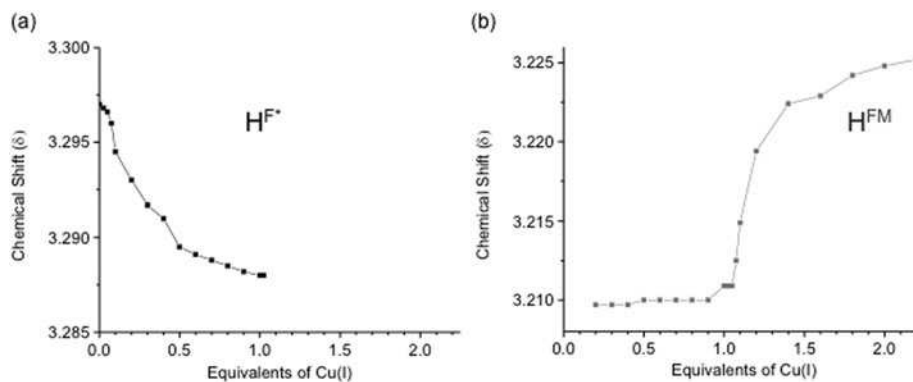 (a)
3.300
3.295
3.290
3.285
Chemical Shift (δ)
H^F*
0.0 0.5 1.0 1.5 2.0
Equivalents of Cu(I)
(b)
3.225
3.220
3.215
3.210
Chemical Shift (δ)
H^FM
0.0 0.5 1.0 1.5 2.0
Equivalents of Cu(I)